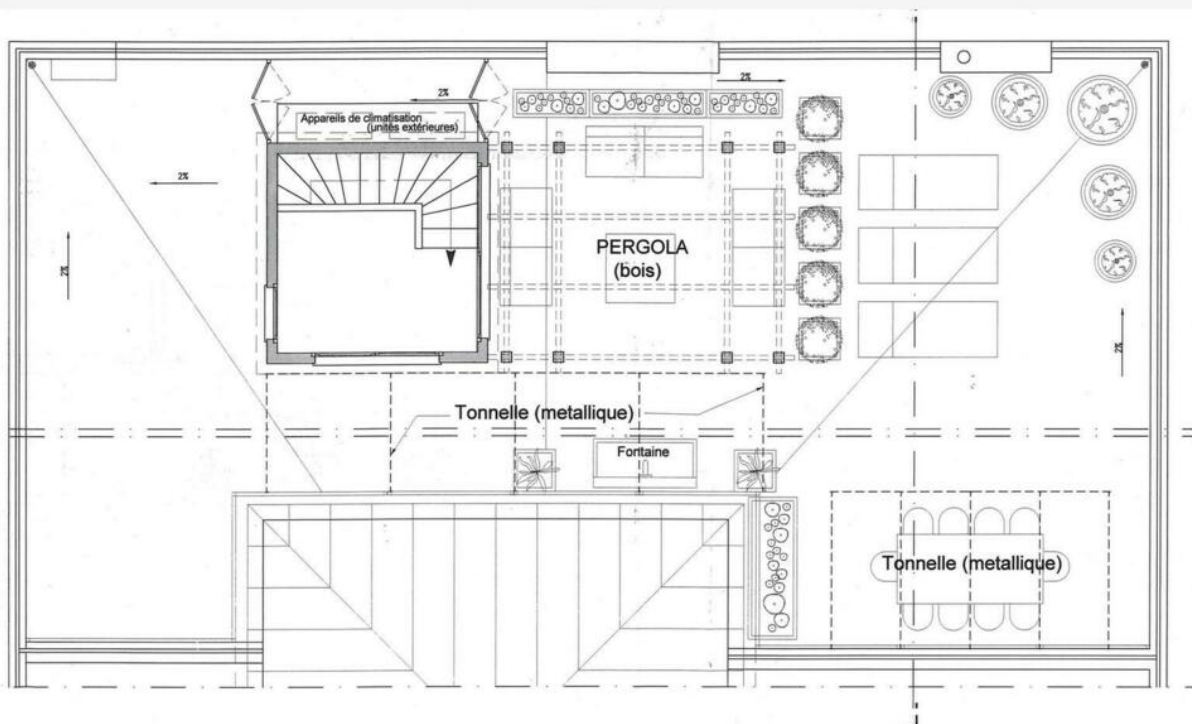 2%
2%
Appareils de climatisation
(unités extérieures)
2%
2%
PERGOLA
(bois)
2%
Tonnelle (metallique)
Fontaine
Tonnelle (metallique)